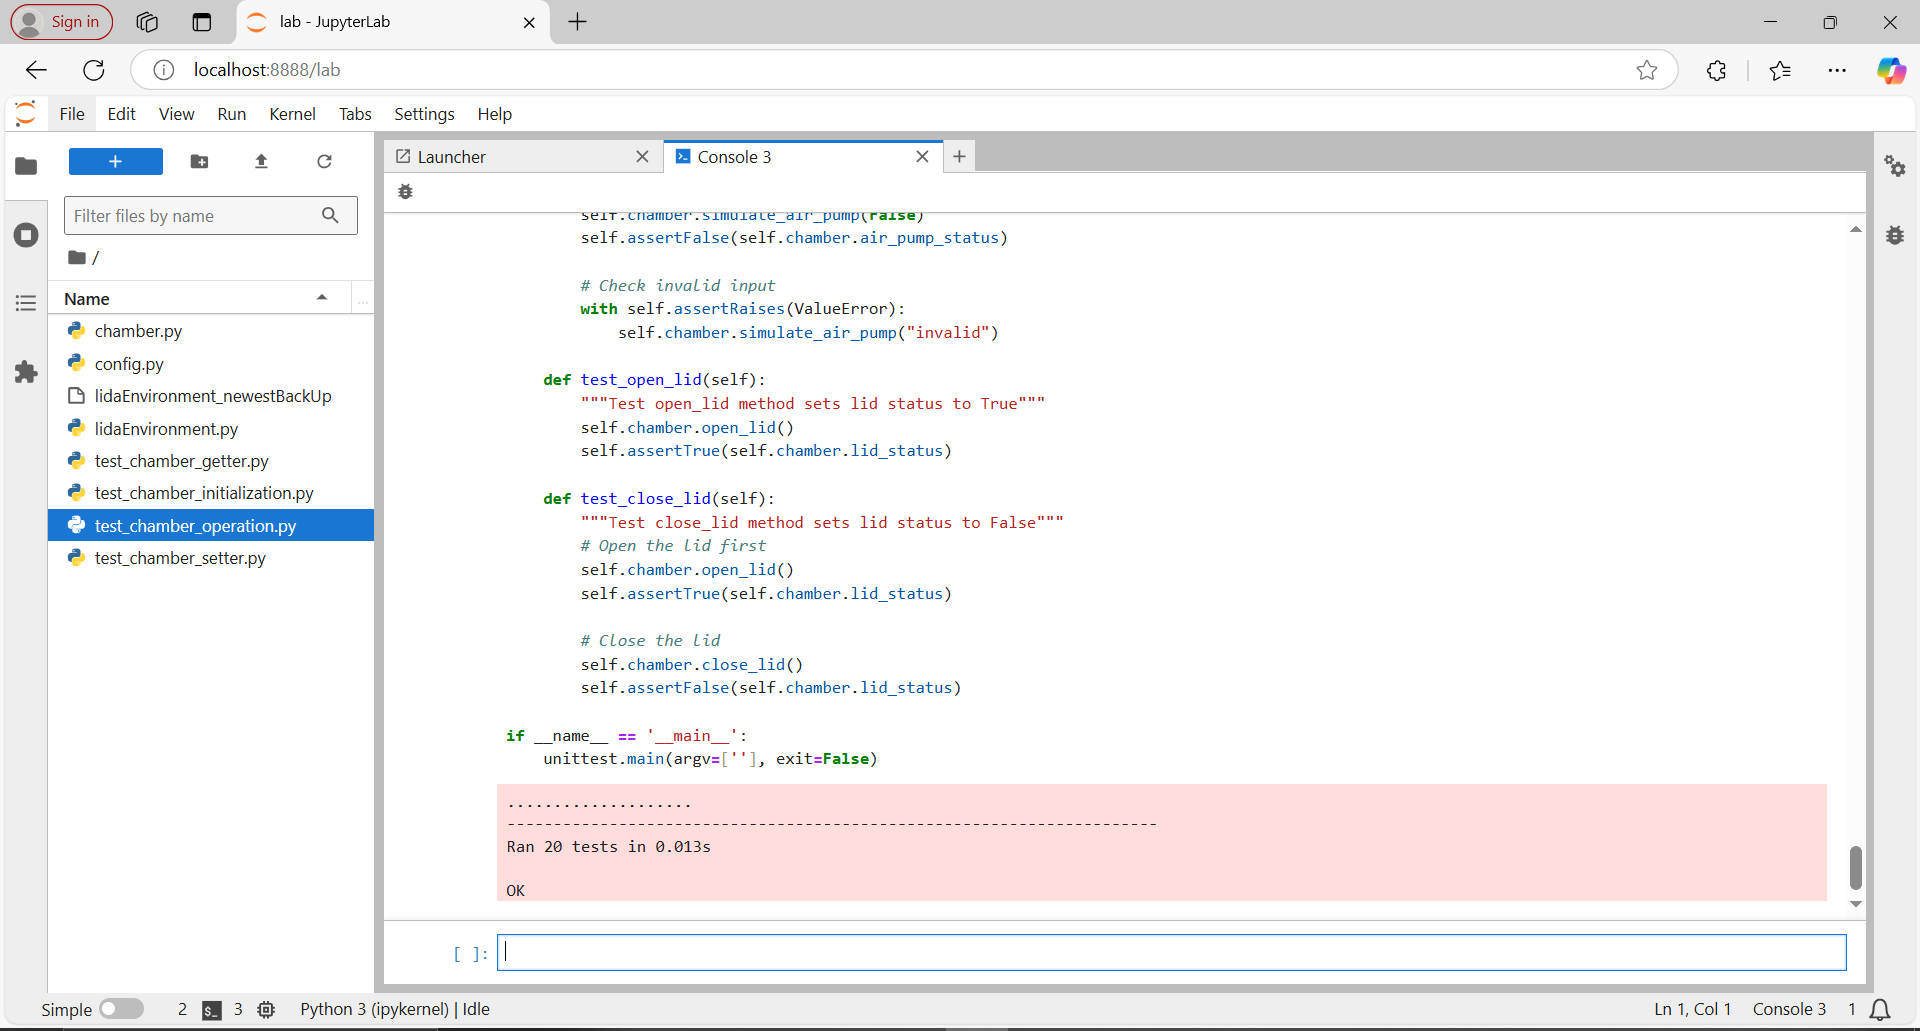 Sign in
lab - JupyterLab
localhost:8888/lab
File Edit View Run Kernel Tabs Settings Help
Filter files by name
/
Name
...
chamber.py
config.py
lidaEnvironment_newestBackUp
lidaEnvironment.py
test_chamber_getter.py
test_chamber_initialization.py
test_chamber_operation.py
test_chamber_setter.py
Launcher
Console 3
self.chamber.simulate_air_pump(False)
self.assertFalse(self.chamber.air_pump_status)
# Check invalid input
with self.assertRaises(ValueError):
self.chamber.simulate_air_pump("invalid")
def test_open_lid(self):
"""Test open_lid method sets lid status to True"""
self.chamber.open_lid()
self.assertTrue(self.chamber.lid_status)
def test_close_lid(self):
"""Test close_lid method sets lid status to False"""
# Open the lid first
self.chamber.open_lid()
self.assertTrue(self.chamber.lid_status)
# Close the lid
self.chamber.close_lid()
self.assertFalse(self.chamber.lid_status)
if __name__ == '__main__':
unittest.main(argv=[''], exit=False)
....................
----------------------------------------------------------------------
Ran 20 tests in 0.013s
OK
[ ]:
Simple 2 $_ 3 Python 3 (ipykernel) | Idle
Ln 1, Col 1 Console 3 1